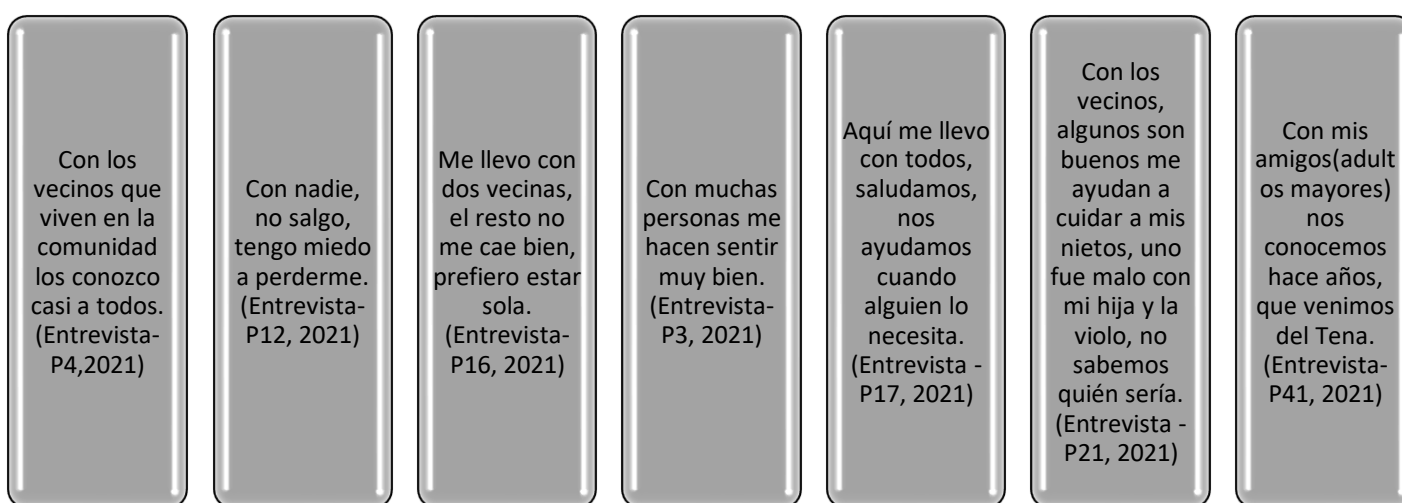 Con los
vecinos que
viven en la
comunidad
los conozco
casi a todos.
(Entrevista-
P4,2021)
Con nadie,
no salgo,
tengo miedo
a perderme.
(Entrevista-
P12, 2021)
Me llevo con
dos vecinas,
el resto no
me cae bien,
prefiero estar
sola.
(Entrevista-
P16, 2021)
Con muchas
personas me
hacen sentir
muy bien.
(Entrevista-
P3, 2021)
Aquí me llevo
con todos,
saludamos,
nos
ayudamos
cuando
alguien lo
necesita.
(Entrevista -
P17, 2021)
Con los
vecinos,
algunos son
buenos me
ayudan a
cuidar a mis
nietos, uno
fue malo con
mi hija y la
violo, no
sabemos
quién sería.
(Entrevista -
P21, 2021)
Con mis
amigos(adult
os mayores)
nos
conocemos
hace años,
que venimos
del Tena.
(Entrevista-
P41, 2021)